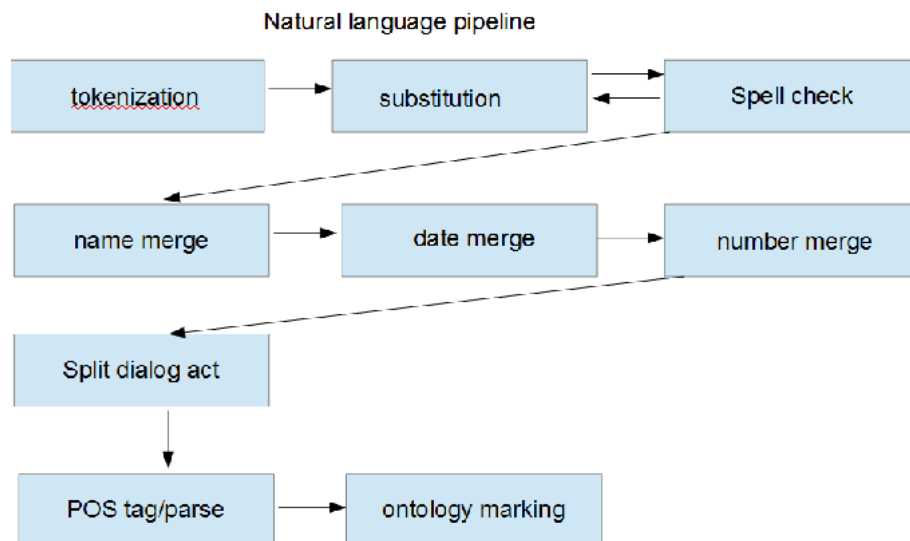 Natural language pipeline
tokenization
substitution
Spell check
name merge
date merge
number merge
Split dialog act
POS tag/parse
ontology marking